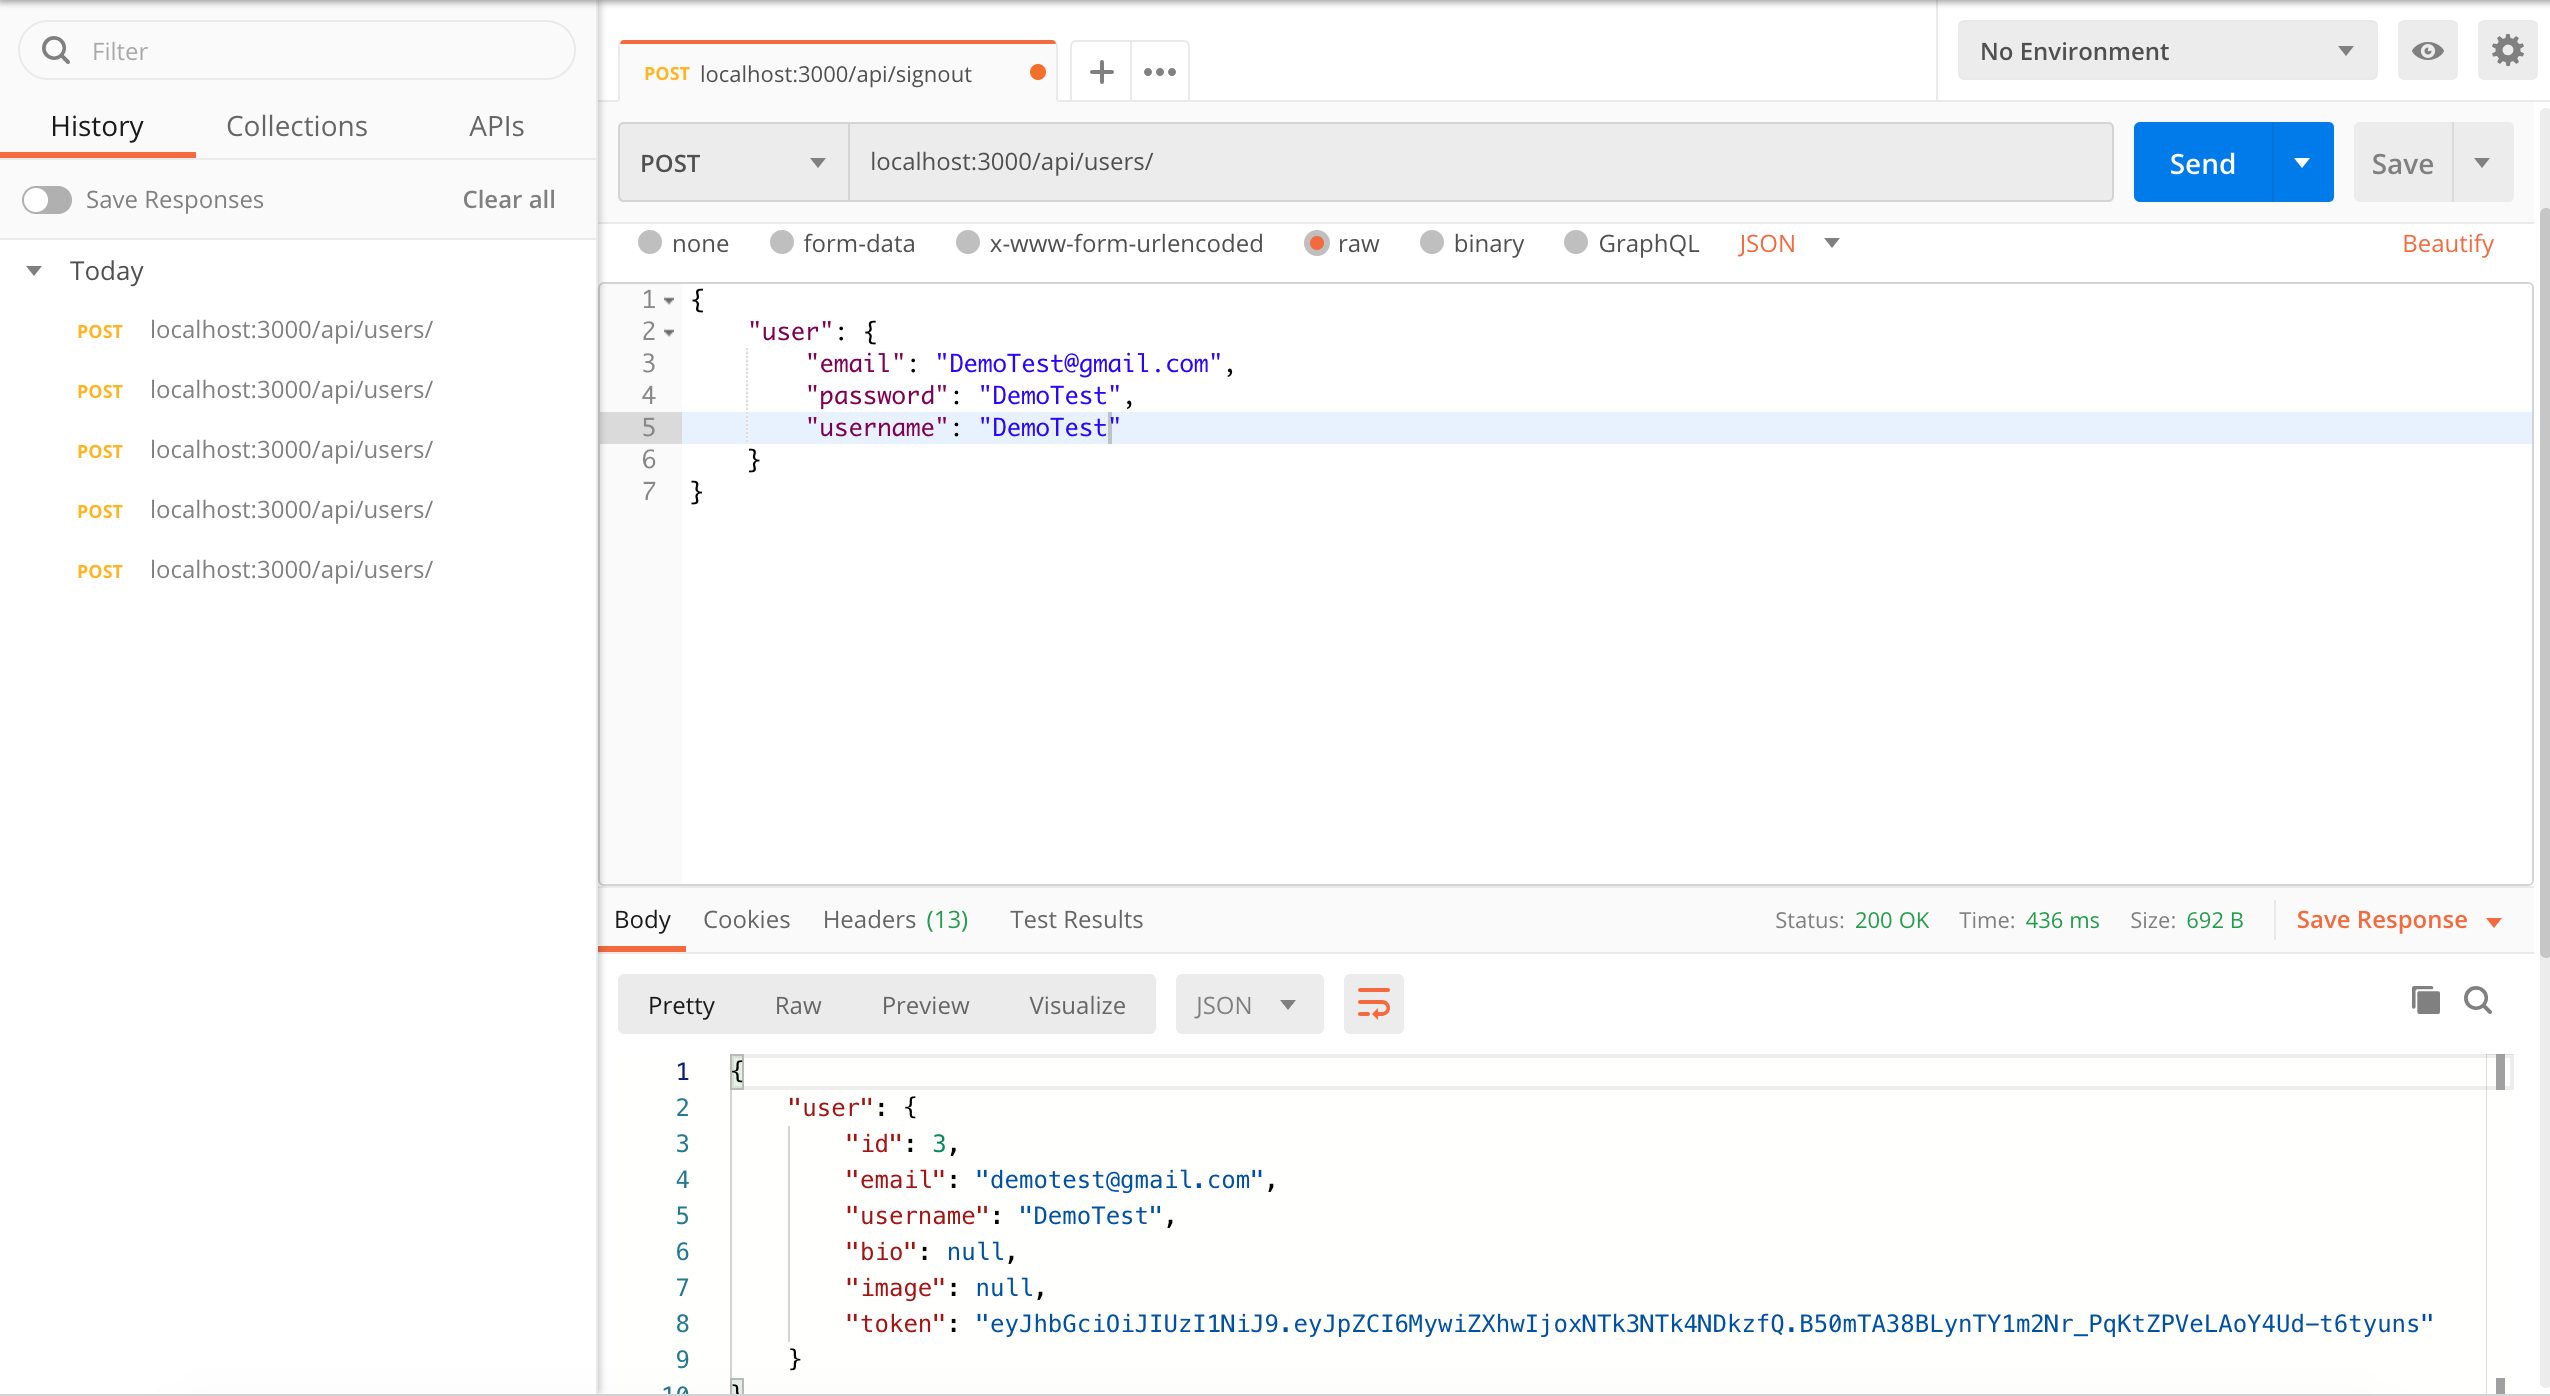 Filter
History Collections APIs
Save Responses Clear all
Today
POST localhost:3000/api/users/
POST localhost:3000/api/users/
POST localhost:3000/api/users/
POST localhost:3000/api/users/
POST localhost:3000/api/users/
POST localhost:3000/api/signout
No Environment
POST localhost:3000/api/users/ Send Save
none form-data x-www-form-urlencoded raw binary GraphQL JSON Beautify
1 {
2 "user": {
3 "email": "DemoTest@gmail.com",
4 "password": "DemoTest",
5 "username": "DemoTest"
6 }
7 }
Body Cookies Headers (13) Test Results Status: 200 OK Time: 436 ms Size: 692 B Save Response
Pretty Raw Preview Visualize JSON
1 {
2 "user": {
3 "id": 3,
4 "email": "demotest@gmail.com",
5 "username": "DemoTest",
6 "bio": null,
7 "image": null,
8 "token": "eyJhbGciOiJIUzI1NiJ9.eyJpZCI6MywiZXhwIjoxNTk3NTk4NDkzfQ.B50mTA38BLynTY1m2Nr_PqKtZPVeLAoY4Ud-t6tyuns"
9 }
10 }